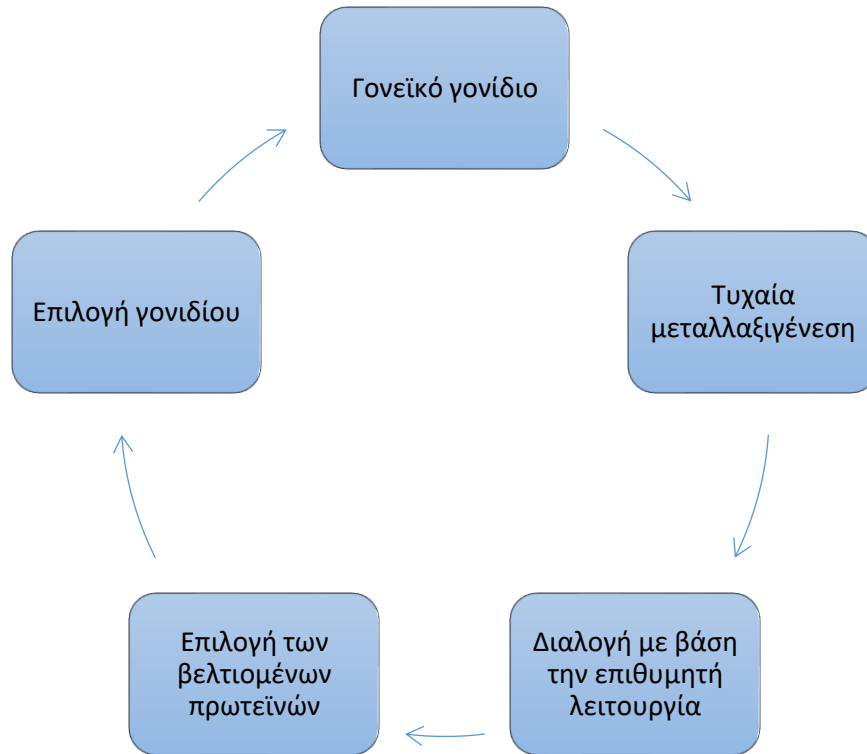 Γονεϊκό γονίδιο
Τυχαία
μεταλλαξιγένεση
Διαλογή με βάση
την επιθυμητή
λειτουργία
Επιλογή των
βελτιομένων
πρωτεϊνών
Επιλογή γονιδίου